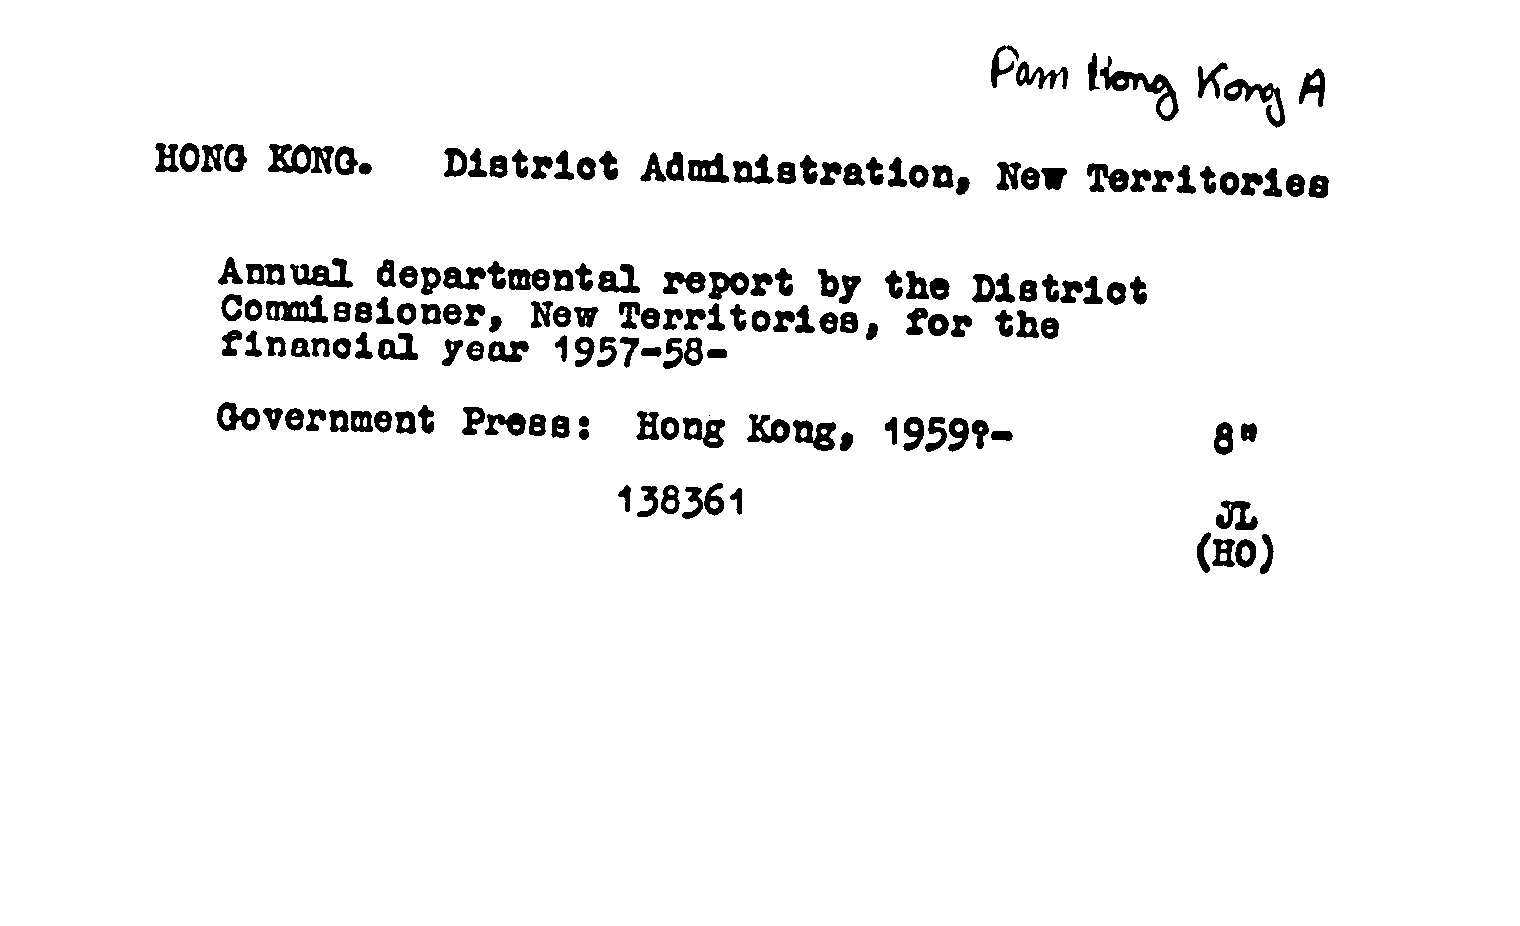 Pam Hong Kong A
HONG KONG. District Administration, New Territories
Annual departmental report by the District
Commissioner, New Territories, for the
financial year 1957-58-
Government Press: Hong Kong, 1959?- 8"
138361
JL
(HO)